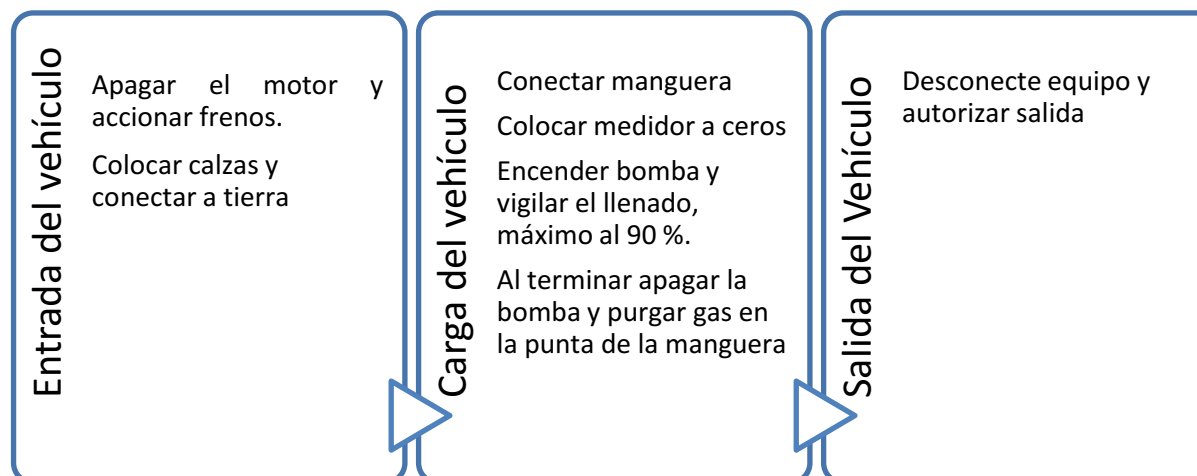 Entrada del vehículo
Apagar el motor y
accionar frenos.
Colocar calzas y
conectar a tierra
Carga del vehículo
Conectar manguera
Colocar medidor a ceros
Encender bomba y
vigilar el llenado,
máximo al 90 %.
Al terminar apagar la
bomba y purgar gas en
la punta de la manguera
Salida del Vehículo
Desconecte equipo y
autorizar salida